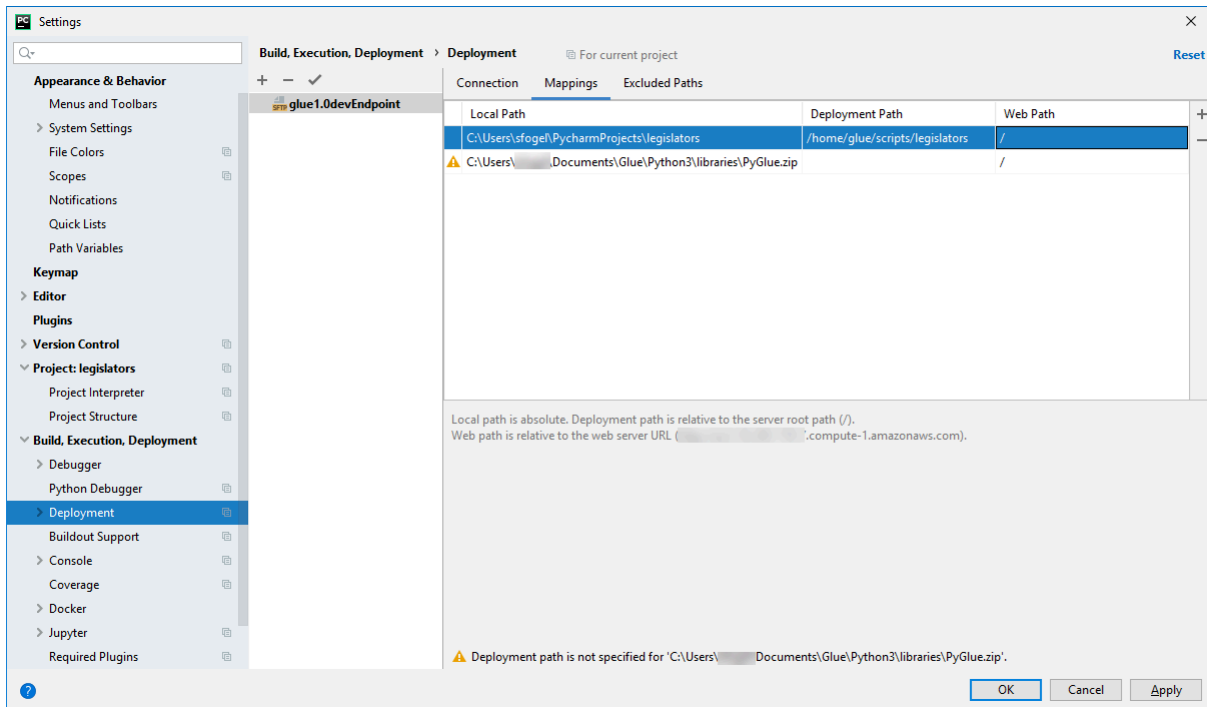 PC Settings
Build, Execution, Deployment > Deployment For current project Reset
Appearance & Behavior
Menus and Toolbars
System Settings
File Colors
Scopes
Notifications
Quick Lists
Path Variables
Keymap
Editor
Plugins
Version Control
Project: legislators
Project Interpreter
Project Structure
Build, Execution, Deployment
Debugger
Python Debugger
Deployment
Buildout Support
Console
Coverage
Docker
Jupyter
Required Plugins
SFTP glue1.0devEndpoint
Connection Mappings Excluded Paths
Local Path Deployment Path Web Path
C:\Users\sfogel\PycharmProjects\legislators /home/glue/scripts/legislators /
C:\Users\ .Documents\Glue\Python3\libraries\PyGlue.zip /
Local path is absolute. Deployment path is relative to the server root path (/).
Web path is relative to the web server URL ( .compute-1.amazonaws.com).
Deployment path is not specified for 'C:\Users\ Documents\Glue\Python3\libraries\PyGlue.zip'.
? OK Cancel Apply